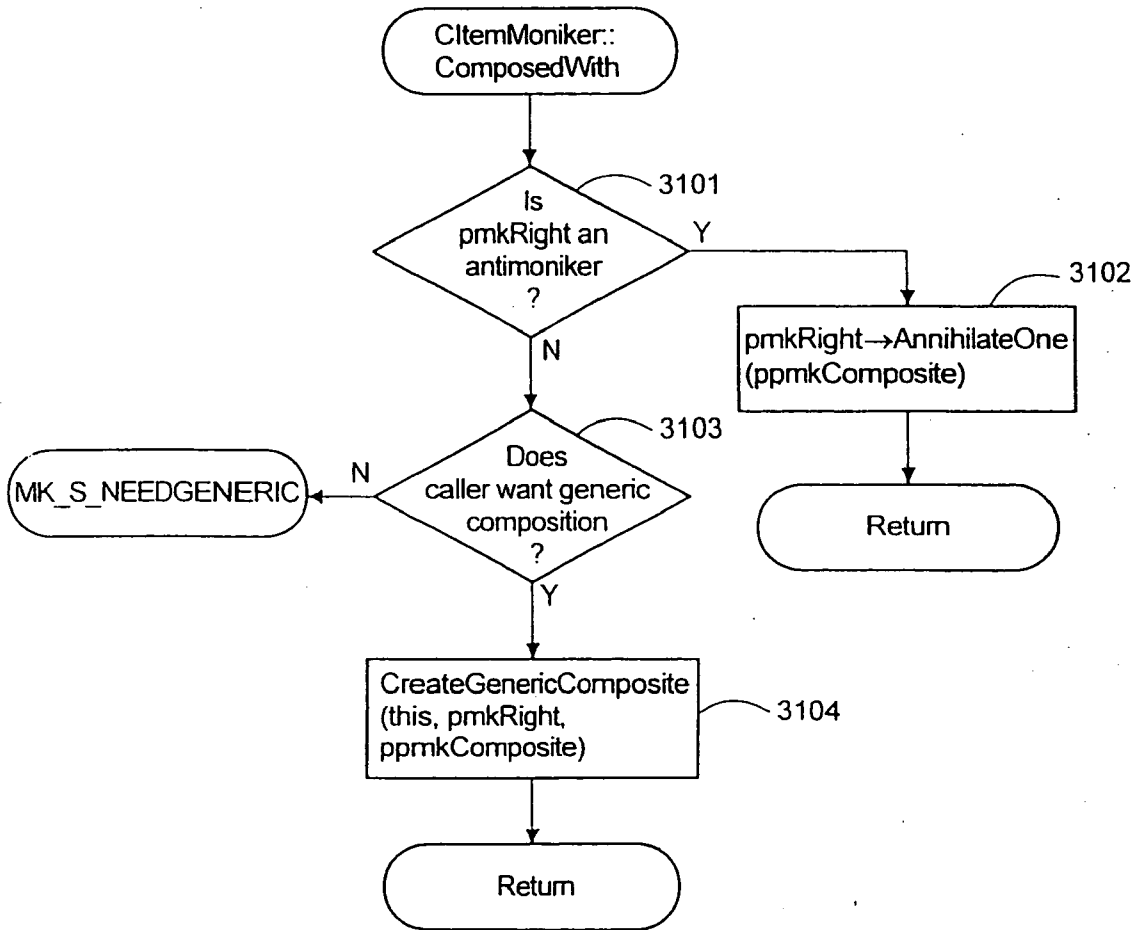 CItemMoniker::
ComposedWith
3101
Is
pmkRight an
antimoniker
?
Y
N
3102
pmkRight→AnnihilateOne
(ppmkComposite)
Return
3103
Does
caller want generic
composition
?
N
MK_S_NEEDGENERIC
Y
CreateGenericComposite
(this, pmkRight,
ppmkComposite)
3104
Return